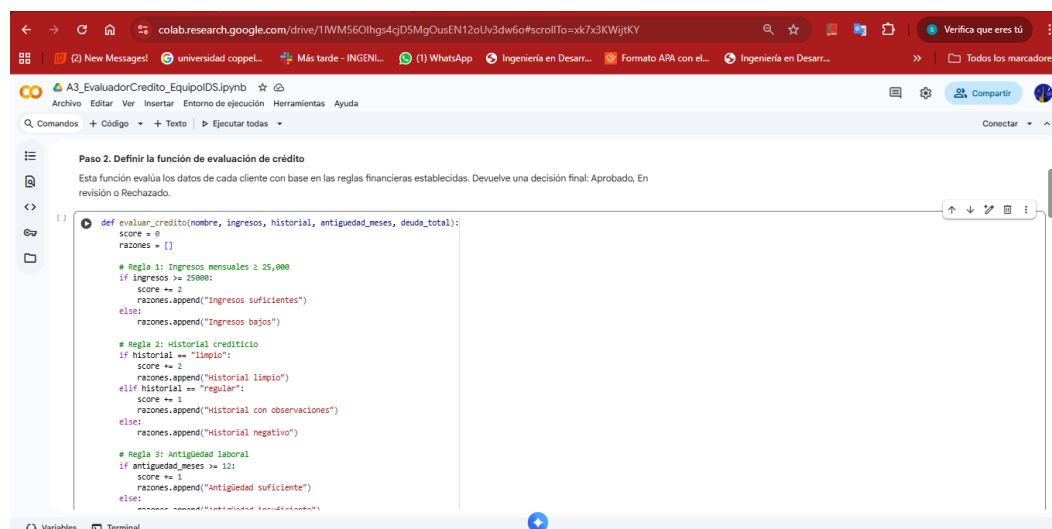 colab.research.google.com/drive/1IWM56Olhgs4cjD5MgOusEN12oUv3dw6o#scrollTo=xk7x3KWijtKY
S Verifica que eres tú
(2) New Messages! universidad coppel... Más tarde - INGENI... (1) WhatsApp Ingeniería en Desarr... Formato APA con el... Ingeniería en Desarr... » Todos los marcadore
CO A3_EvaluadorCredito_EquipoIDS.ipynb
Archivo Editar Ver Insertar Entorno de ejecución Herramientas Ayuda
Compartir
Comandos + Código + Texto Ejecutar todas Conectar
Paso 2. Definir la función de evaluación de crédito
Esta función evalúa los datos de cada cliente con base en las reglas financieras establecidas. Devuelve una decisión final: Aprobado, En
revisión o Rechazado.
[ ] def evaluar_credito(nombre, ingresos, historial, antiguedad_meses, deuda_total):
score = 0
razones = []
# Regla 1: Ingresos mensuales ≥ 25,000
if ingresos >= 25000:
score += 2
razones.append("Ingresos suficientes")
else:
razones.append("Ingresos bajos")
# Regla 2: Historial crediticio
if historial == "limpio":
score += 2
razones.append("Historial limpio")
elif historial == "regular":
score += 1
razones.append("Historial con observaciones")
else:
razones.append("Historial negativo")
# Regla 3: Antigüedad laboral
if antiguedad_meses >= 12:
score += 1
razones.append("Antigüedad suficiente")
else:
razones.append("Antigüedad insuficiente")
Variables Terminal